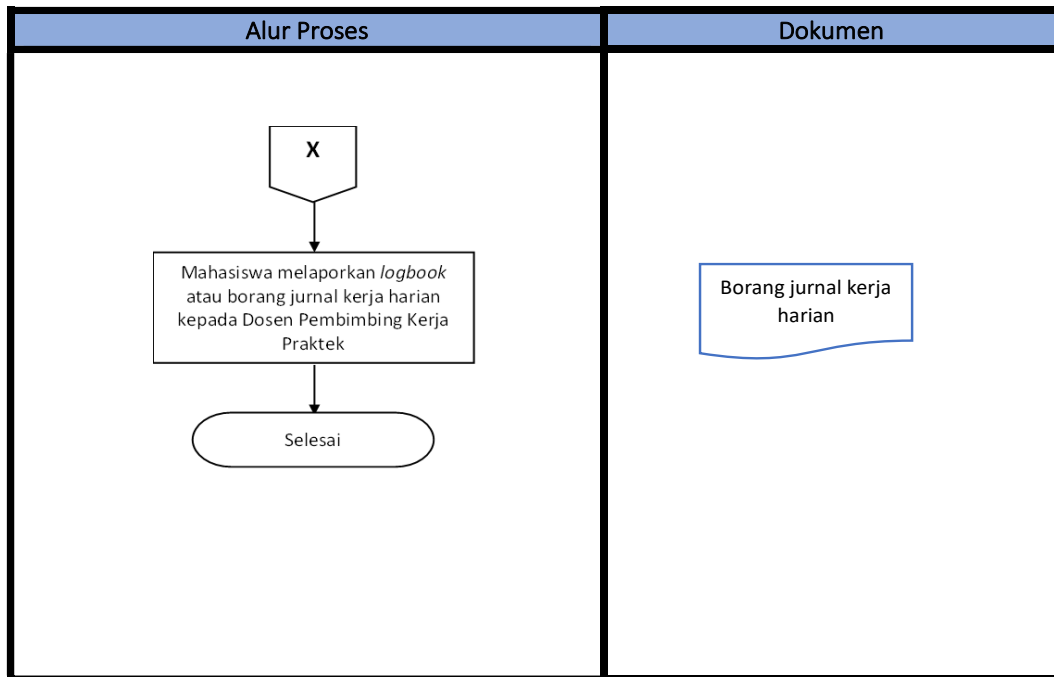 Alur Proses
Dokumen
X
Mahasiswa melaporkan logbook
atau borang jurnal kerja harian
kepada Dosen Pembimbing Kerja
Praktek
Borang jurnal kerja
harian
Selesai